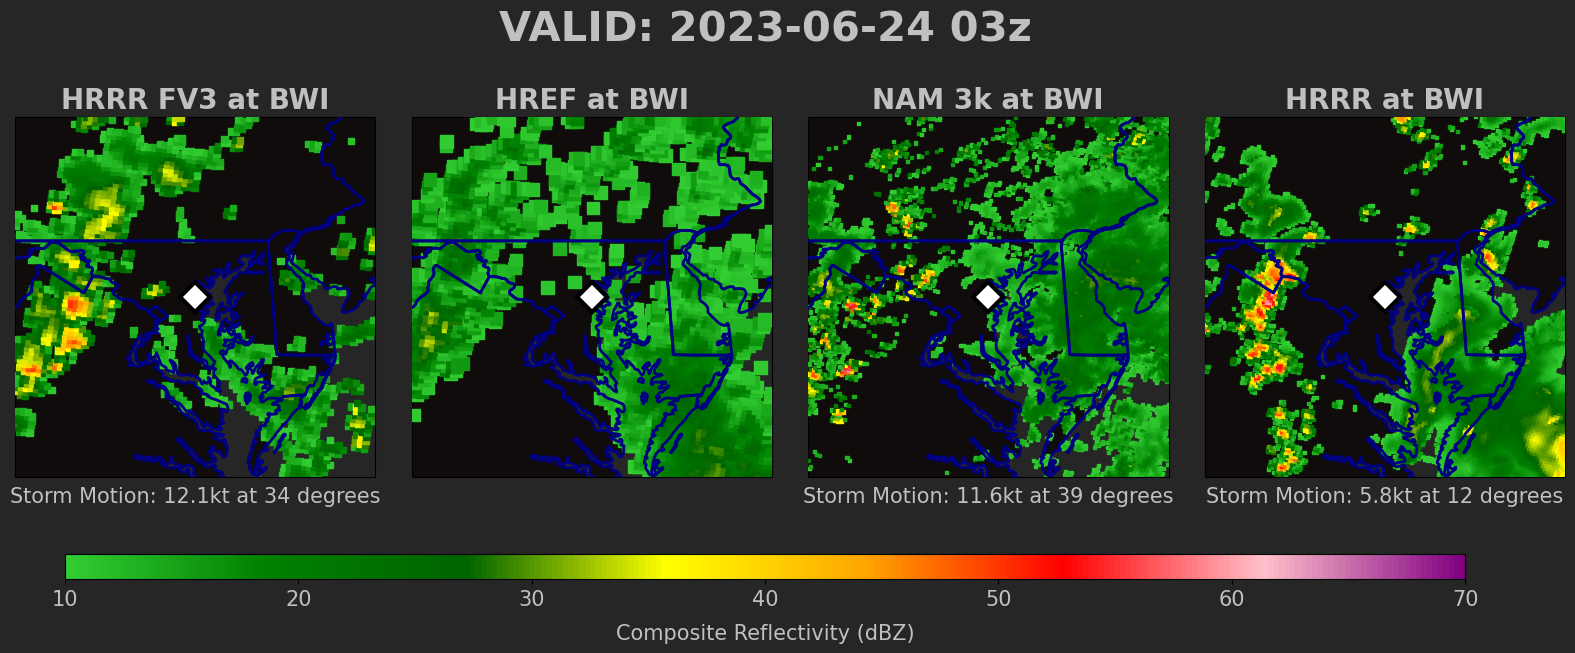 VALID: 2023-06-24 03z
HRRR FV3 at BWI
HREF at BWI
NAM 3k at BWI
HRRR at BWI
Storm Motion: 12.1kt at 34 degrees
Storm Motion: 11.6kt at 39 degrees
Storm Motion: 5.8kt at 12 degrees
10 20 30 40 50 60 70
Composite Reflectivity (dBZ)